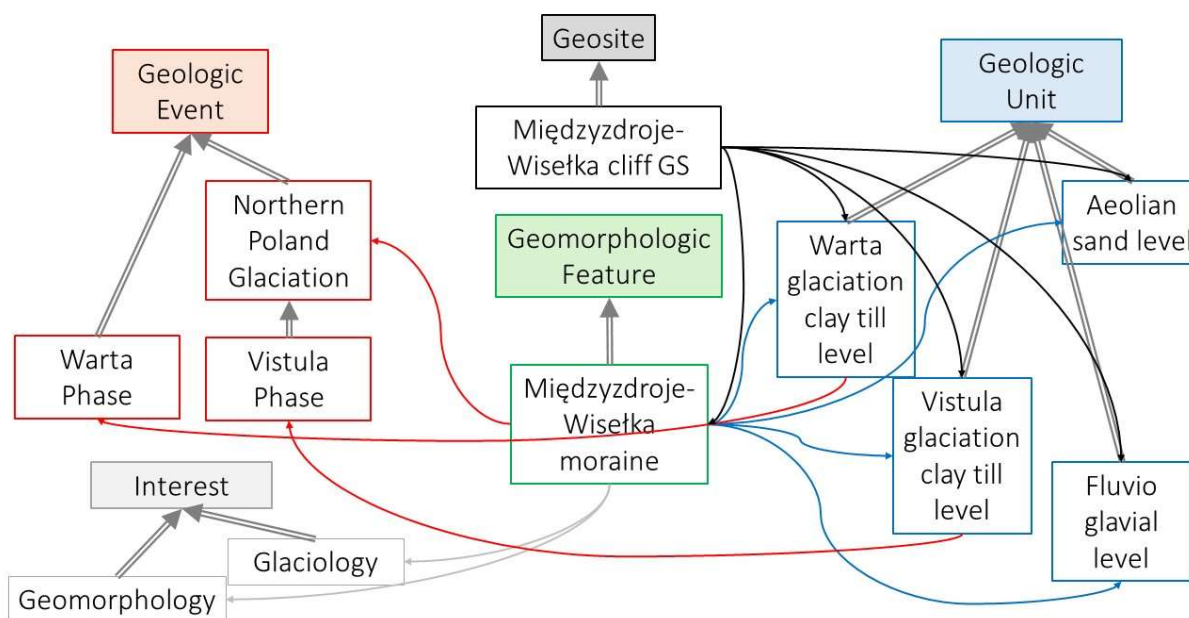 Geosite
Geologic
Event
Geologic
Unit
Międzyzdroje-
Wisełka cliff GS
Northern
Poland
Glaciation
Geomorphologic
Feature
Warta
glaciation
clay till
level
Aeolian
sand level
Warta
Phase
Vistula
Phase
Międzyzdroje-
Wisełka
moraine
Vistula
glaciation
clay till
level
Fluvio
glavial
level
Interest
Glaciology
Geomorphology